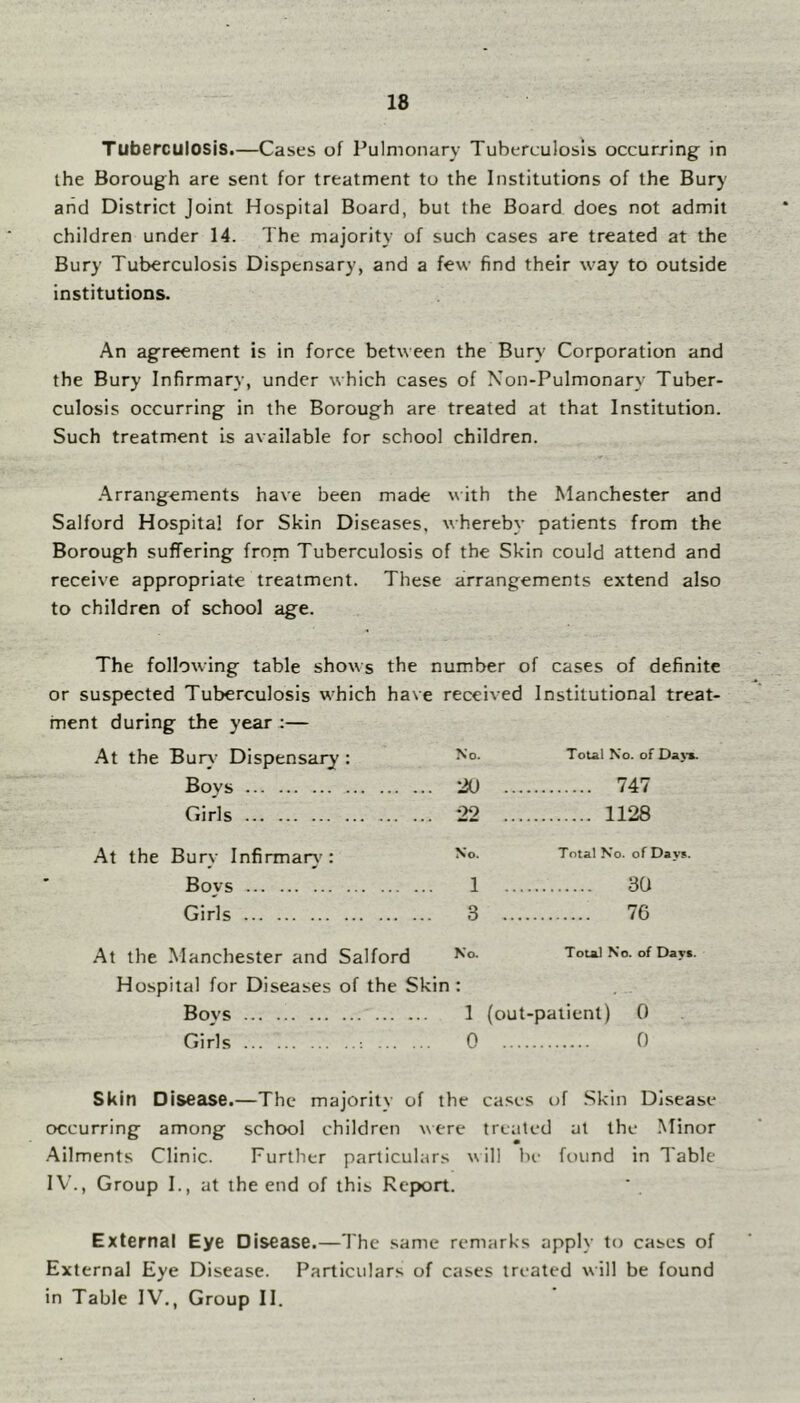 18
Tuberculosis.—Cases of Pulmonary Tuberculosis occurring in
the Borough are sent for treatment to the Institutions of the Bury
and District Joint Hospital Board, but the Board does not admit
children under 14. The majority of such cases are treated at the
Bury Tuberculosis Dispensary, and a few find their way to outside
institutions.
An agreement is in force between the Bury Corporation and
the Bury Infirmary, under which cases of Non-Pulmonary Tuber-
culosis occurring in the Borough are treated at that Institution.
Such treatment is available for school children.
Arrangements have been made with the Manchester and
Salford Hospital for Skin Diseases, whereby patients from the
Borough suffering from Tuberculosis of the Skin could attend and
receive appropriate treatment. These arrangements extend also
to children of school age.
The following table shows the number of cases of definite
or suspected Tuberculosis which have received Institutional treat-
ment during the year :—
At the Bury Dispensary : No. Total No. of Days.
Boys ... ... ... ... ... ... 20 ............ 747
Girls ... ... ... ... ... ... 22 ............ 1128
At the Bury Infirmary : No. Total No. of Days.
Boys ... ... ... ... ... ... 1 ............ 30
Girls ... ... ... ... ... ... 3 ............ 76
At the Manchester and Salford No. Total No. of Days.
Hospital for Diseases of the Skin :
Boys ... ... ... ... ... ... 1 (out-patient) 0
Girls ... ... ... ... ... ... 0 ............ 0
Skin Disease.—The majority of the cases of Skin Disease
occurring among school children were treated at the Minor
Ailments Clinic. Further particulars will be found in Table
IV., Group I., at the end of this Report.
External Eye Disease.—The same remarks apply to cases of
External Eye Disease. Particulars of cases treated will be found
in Table IV., Group II.